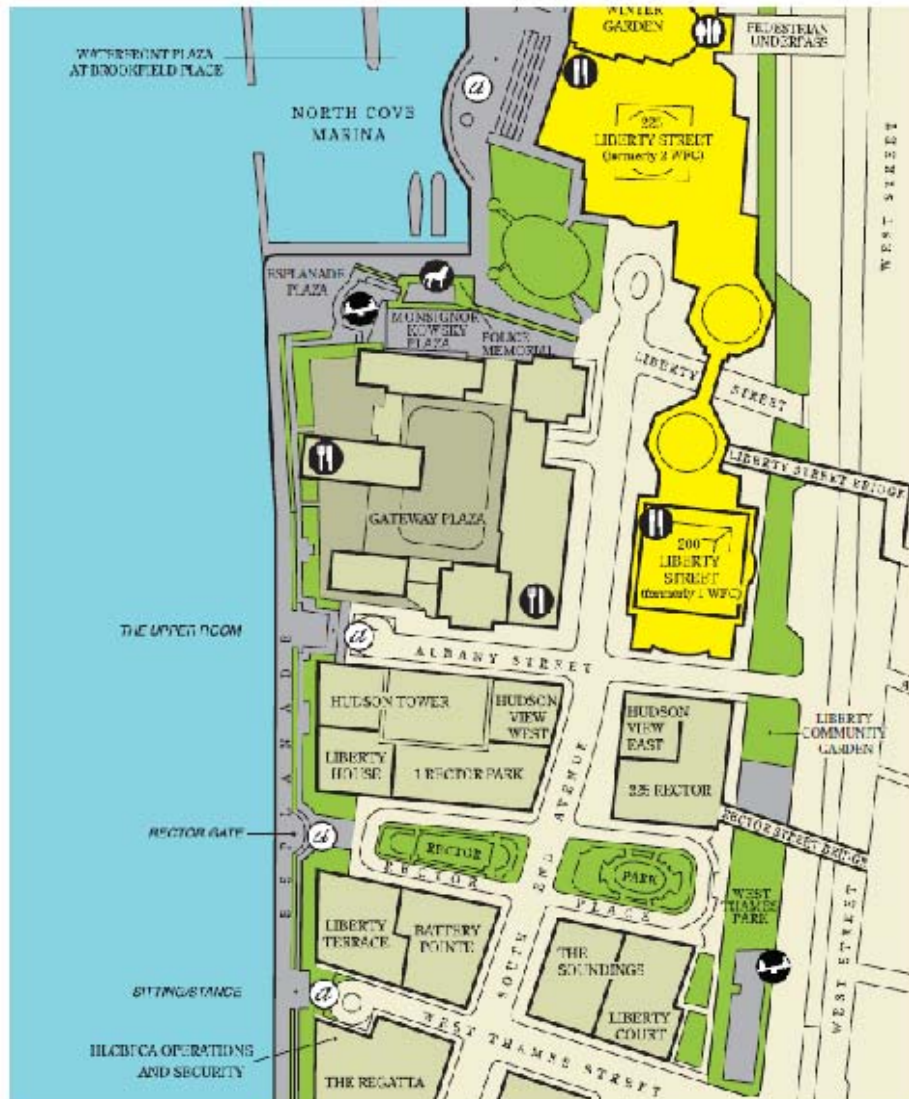 WINTER
GARDEN
PEDESTRIAN
UNDERPASS
WATERFRONT PLAZA
AT BROOKFIELD PLACE
NORTH COVE
MARINA
225
LIBERTY STREET
(formerly 2 WFC)
WEST STREET
ESPLANADE
PLAZA
MONSIGNOR
KOWSKY
PLAZA
POLICE
MEMORIAL
LIBERTY STREET
LIBERTY STREET BRIDGE
GATEWAY PLAZA
200
LIBERTY
STREET
(formerly 1 WFC)
THE UPPER ROOM
a
ALBANY STREET
HUDSON TOWER
HUDSON
VIEW
WEST
HUDSON
VIEW
EAST
LIBERTY
COMMUNITY
GARDEN
LIBERTY
HOUSE
1 RECTOR PARK
225 RECTOR
SOUTH END AVENUE
RECTOR GATE
a
RECTOR
PARK
RECTOR PLACE
RECTOR STREET BRIDGE
WEST
THAMES
PARK
LIBERTY
TERRACE
BATTERY
POINTE
THE
SOUNDINGS
LIBERTY
COURT
WEST STREET
SITTING/STANCE
a
WEST THAMES STREET
OPERATIONS
AND SECURITY
THE REGATTA